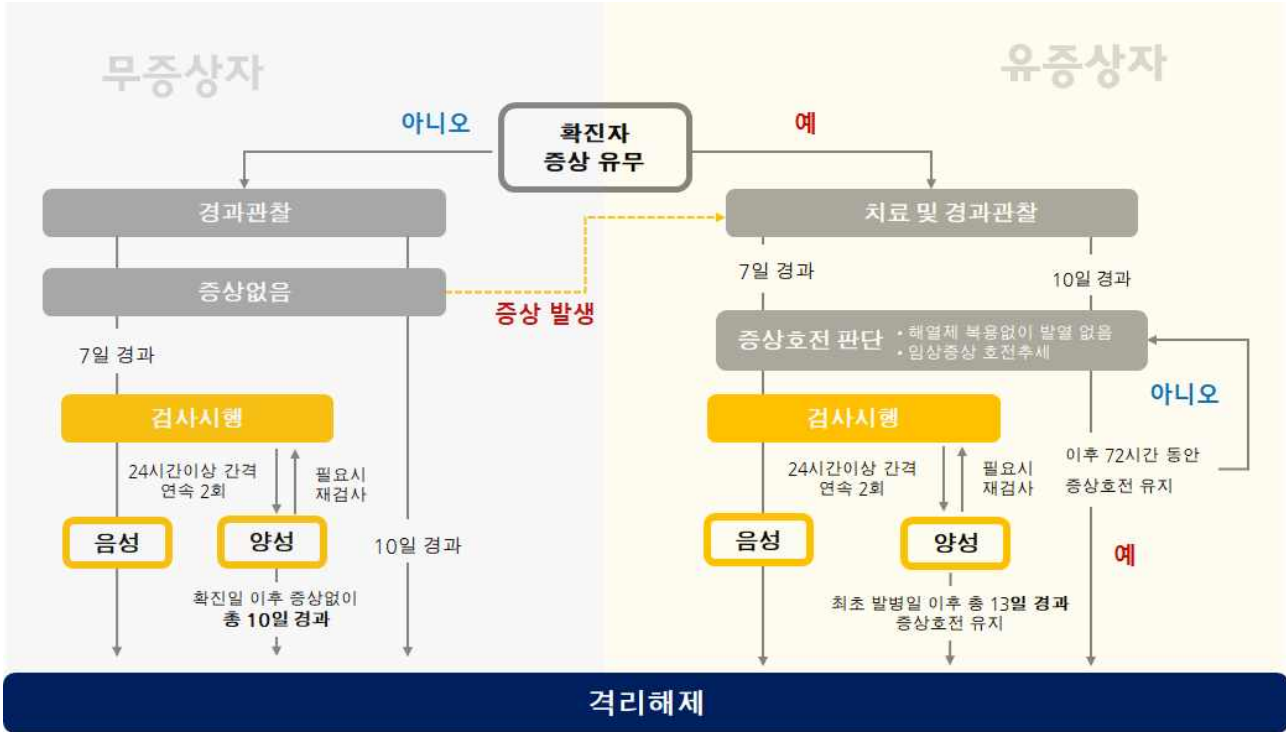 무증상자
유증상자
아니오
확진자
증상 유무
예
경과관찰
치료 및 경과관찰
증상없음
증상 발생
7일 경과
10일 경과
7일 경과
증상호전 판단
• 해열제 복용없이 발열 없음
• 임상증상 호전추세
아니오
검사시행
검사시행
24시간이상 간격
연속 2회
필요시
재검사
24시간이상 간격
연속 2회
필요시
재검사
이후 72시간 동안
증상호전 유지
음성
양성
10일 경과
음성
양성
예
확진일 이후 증상없이
총 10일 경과
최초 발병일 이후 총 13일 경과
증상호전 유지
격리해제